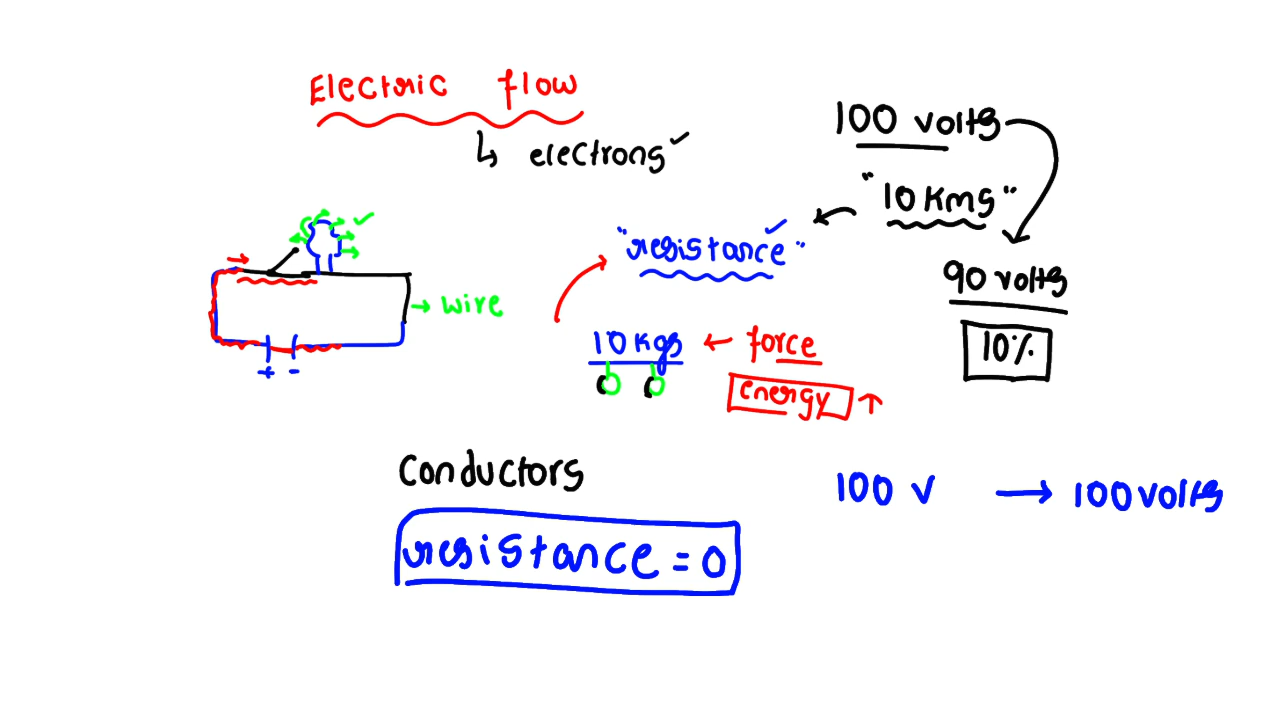 Electric flow
↳ electrons ✓
100 volts
"10 Kms"
"resistance"
90 volts
10%
→ wire
+ -
10 Kgs ← force
energy ↑
Conductors
resistance = 0
100 V → 100 volts